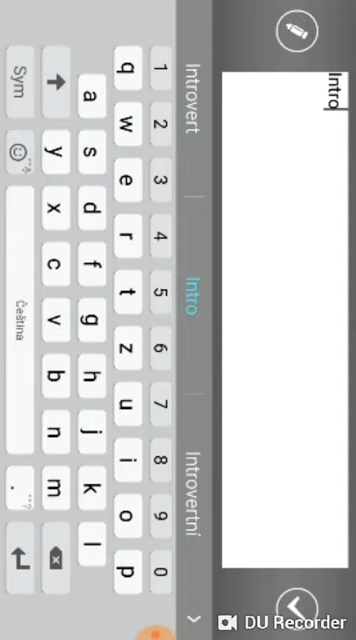 Intro
Introvert
Intro
Introvertní
1 2 3 4 5 6 7 8 9 0
q w e r t z u i o p
a s d f g h j k l
y x c v b n m
Sym
Čeština
.
DU Recorder